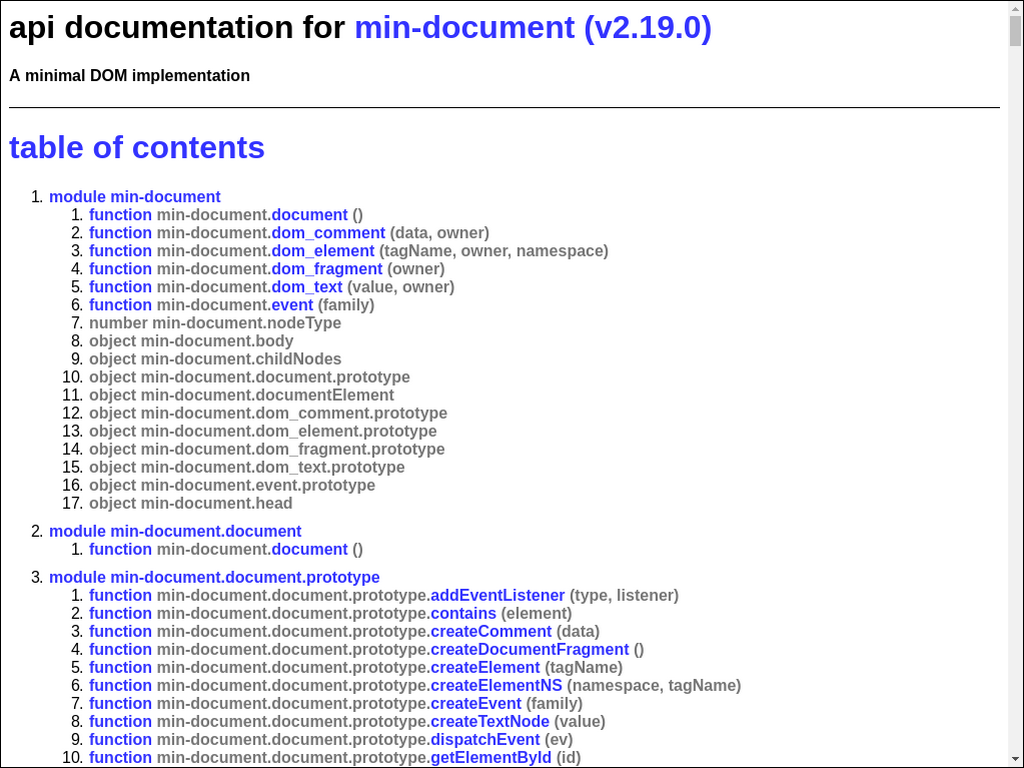 api documentation for min-document (v2.19.0)
A minimal DOM implementation
table of contents
1. module min-document
1. function min-document.document ()
2. function min-document.dom_comment (data, owner)
3. function min-document.dom_element (tagName, owner, namespace)
4. function min-document.dom_fragment (owner)
5. function min-document.dom_text (value, owner)
6. function min-document.event (family)
7. number min-document.nodeType
8. object min-document.body
9. object min-document.childNodes
10. object min-document.document.prototype
11. object min-document.documentElement
12. object min-document.dom_comment.prototype
13. object min-document.dom_element.prototype
14. object min-document.dom_fragment.prototype
15. object min-document.dom_text.prototype
16. object min-document.event.prototype
17. object min-document.head
2. module min-document.document
1. function min-document.document ()
3. module min-document.document.prototype
1. function min-document.document.prototype.addEventListener (type, listener)
2. function min-document.document.prototype.contains (element)
3. function min-document.document.prototype.createComment (data)
4. function min-document.document.prototype.createDocumentFragment ()
5. function min-document.document.prototype.createElement (tagName)
6. function min-document.document.prototype.createElementNS (namespace, tagName)
7. function min-document.document.prototype.createEvent (family)
8. function min-document.document.prototype.createTextNode (value)
9. function min-document.document.prototype.dispatchEvent (ev)
10. function min-document.document.prototype.getElementById (id)